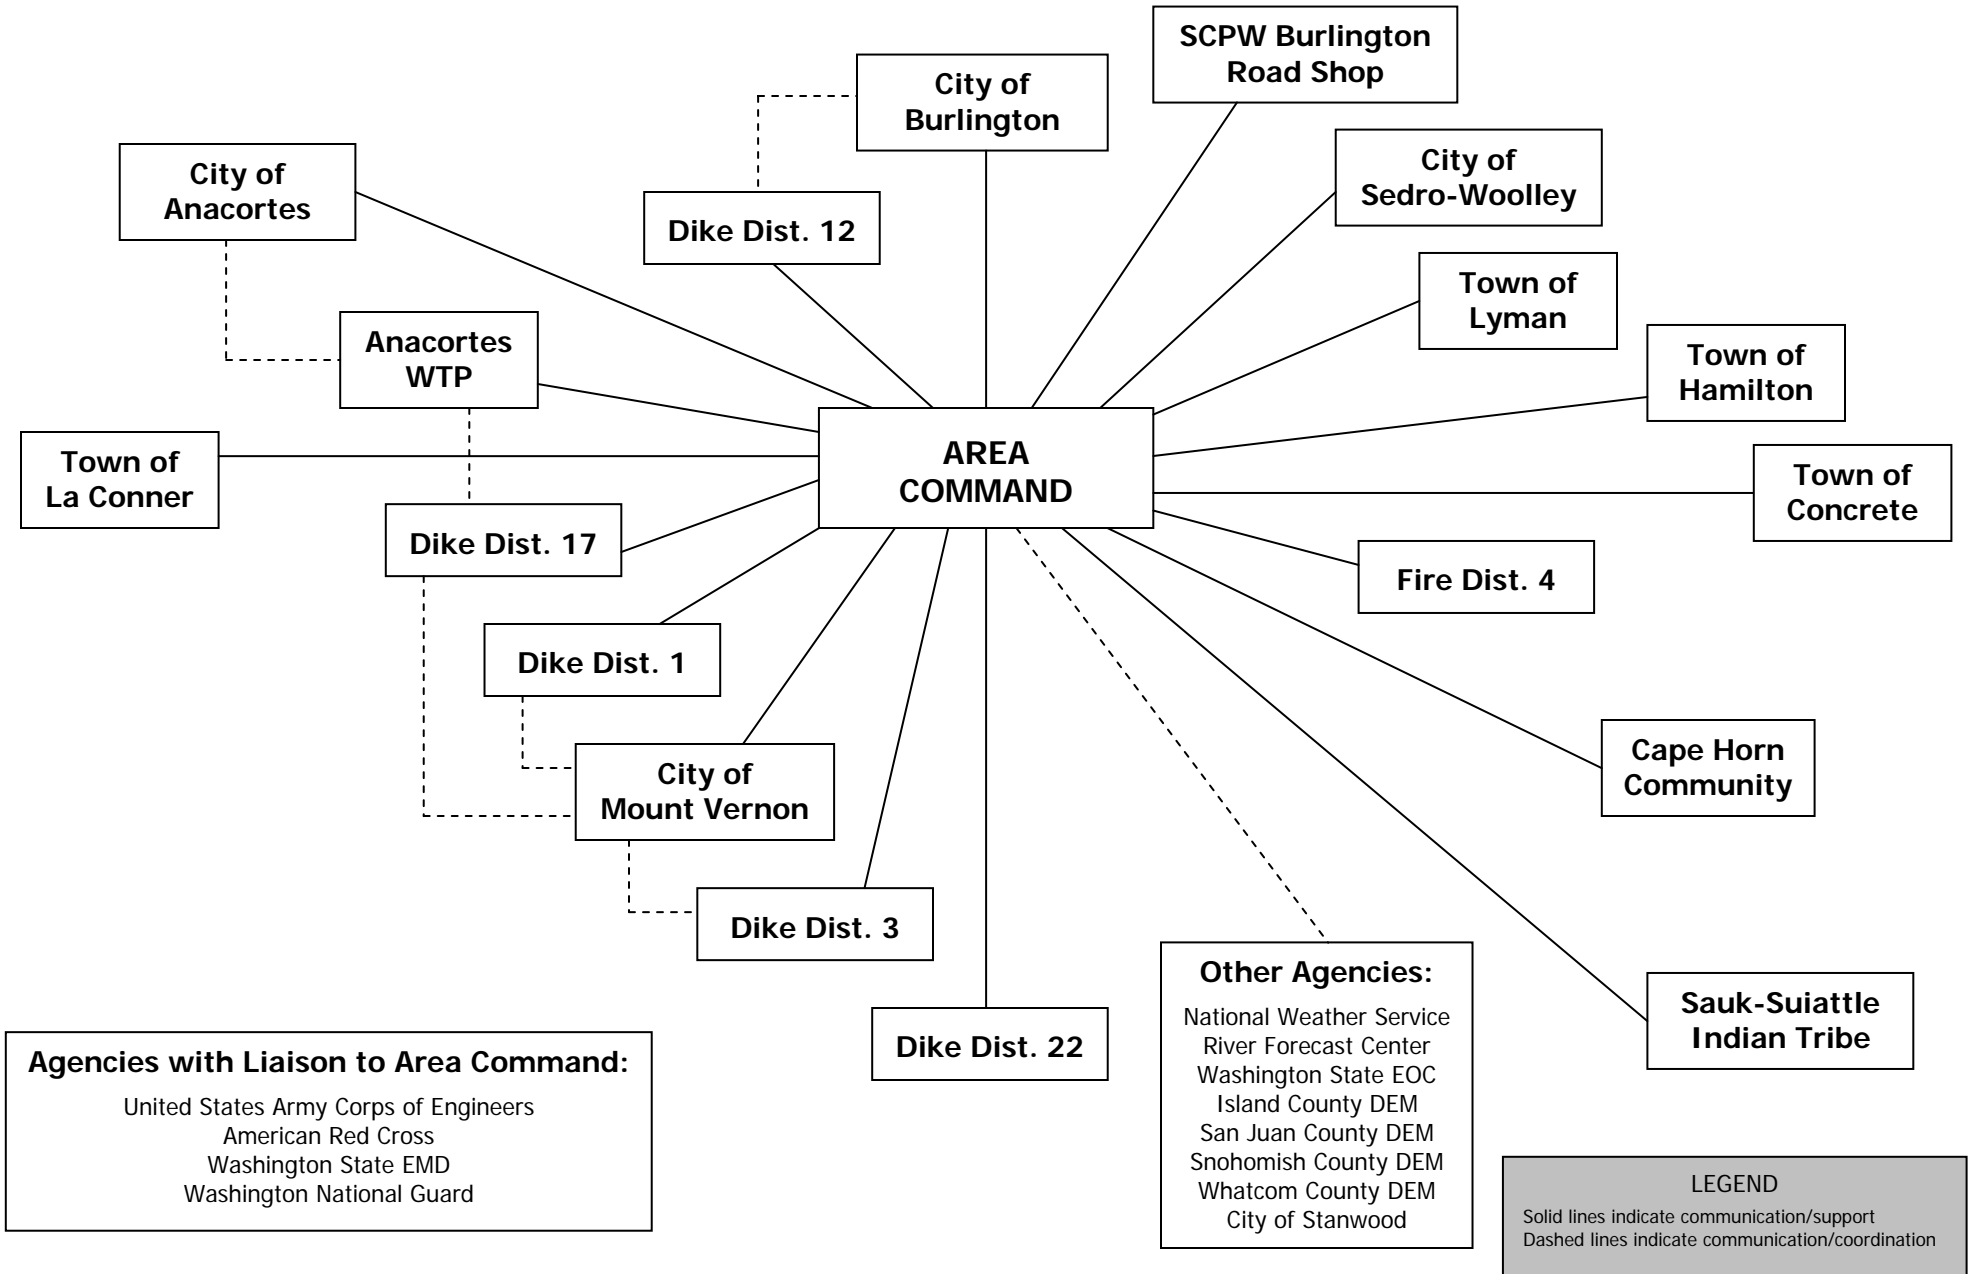 SCPW Burlington
Road Shop
City of
Burlington
City of
Sedro-Woolley
City of
Anacortes
Dike Dist. 12
Town of
Lyman
Anacortes
WTP
Town of
Hamilton
AREA
COMMAND
Town of
La Conner
Town of
Concrete
Dike Dist. 17
Fire Dist. 4
Dike Dist. 1
City of
Mount Vernon
Cape Horn
Community
Dike Dist. 3
Dike Dist. 22
Other Agencies:
National Weather Service
River Forecast Center
Washington State EOC
Island County DEM
San Juan County DEM
Snohomish County DEM
Whatcom County DEM
City of Stanwood
Sauk-Suiattle
Indian Tribe
Agencies with Liaison to Area Command:
United States Army Corps of Engineers
American Red Cross
Washington State EMD
Washington National Guard
LEGEND
Solid lines indicate communication/support
Dashed lines indicate communication/coordination